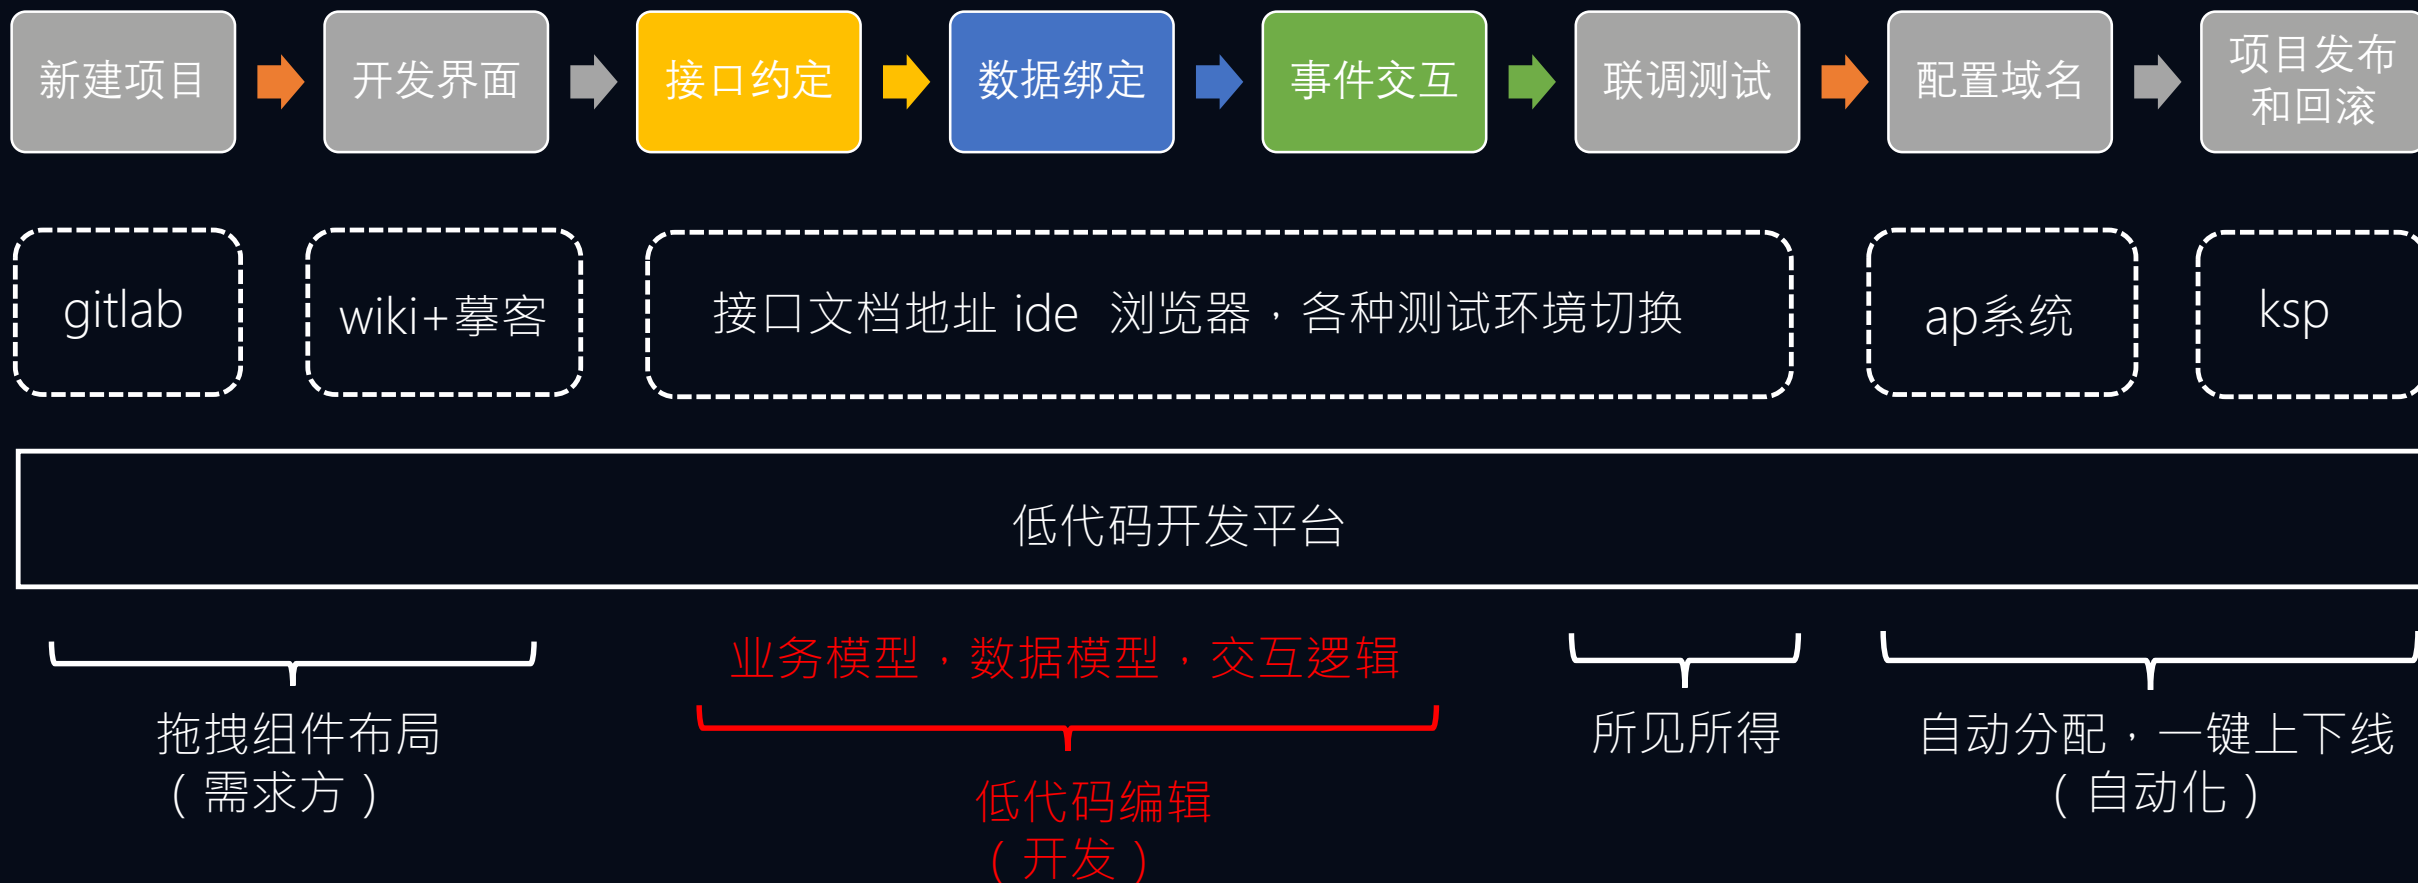 新建项目
开发界面
接口约定
数据绑定
事件交互
联调测试
配置域名
项目发布
和回滚
gitlab
wiki+摹客
接口文档地址 ide 浏览器，各种测试环境切换
ap系统
ksp
低代码开发平台
拖拽组件布局
（需求方）
业务模型，数据模型，交互逻辑
低代码编辑
（开发）
所见所得
自动分配，一键上下线
（自动化）